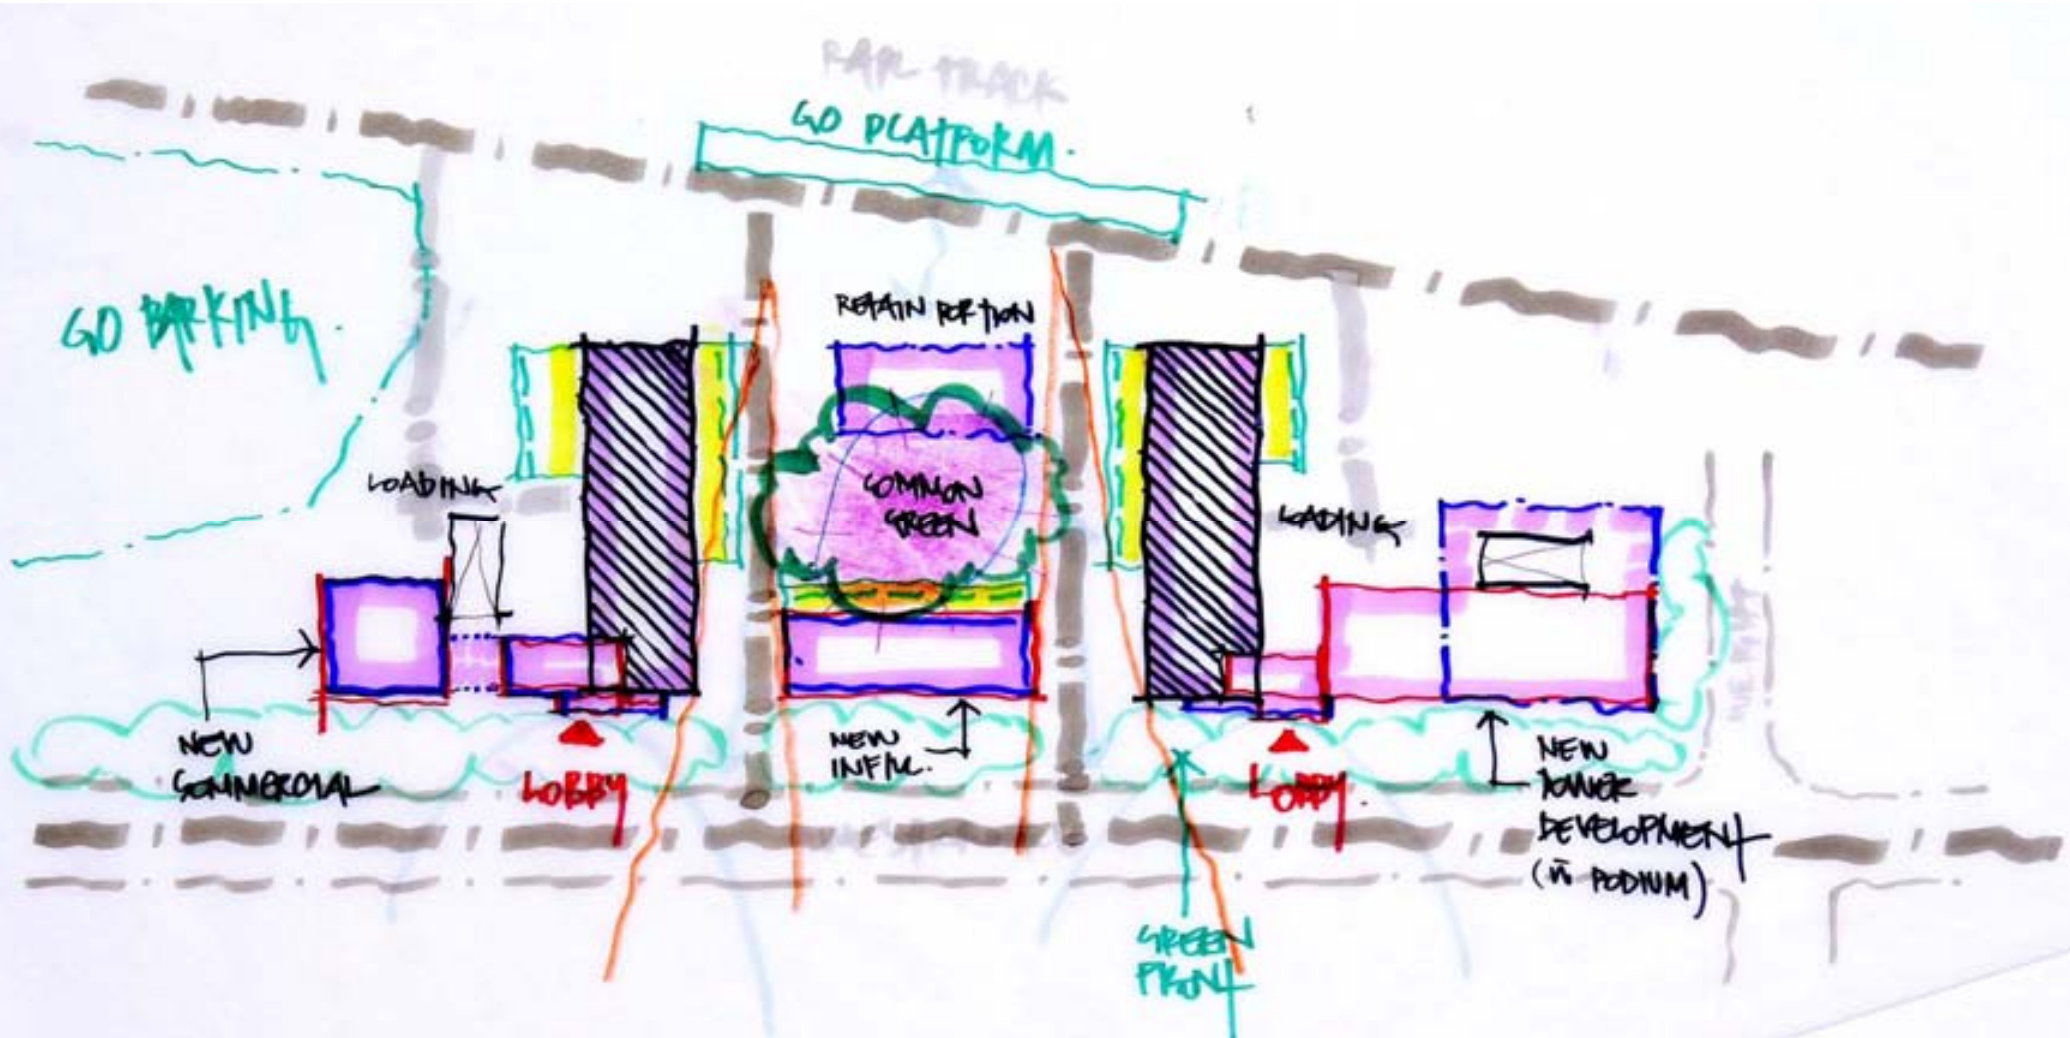 RAIL TRACK
GO PLATFORM.
GO PARKING.
RETAIN PORTION
COMMON
GREEN
LOADING
LOADING
NEW
COMMERCIAL
LOBBY
NEW
INFILL.
LOBBY.
NEW
TOWER
DEVELOPMENT
(W PODIUM)
GREEN
FRONT